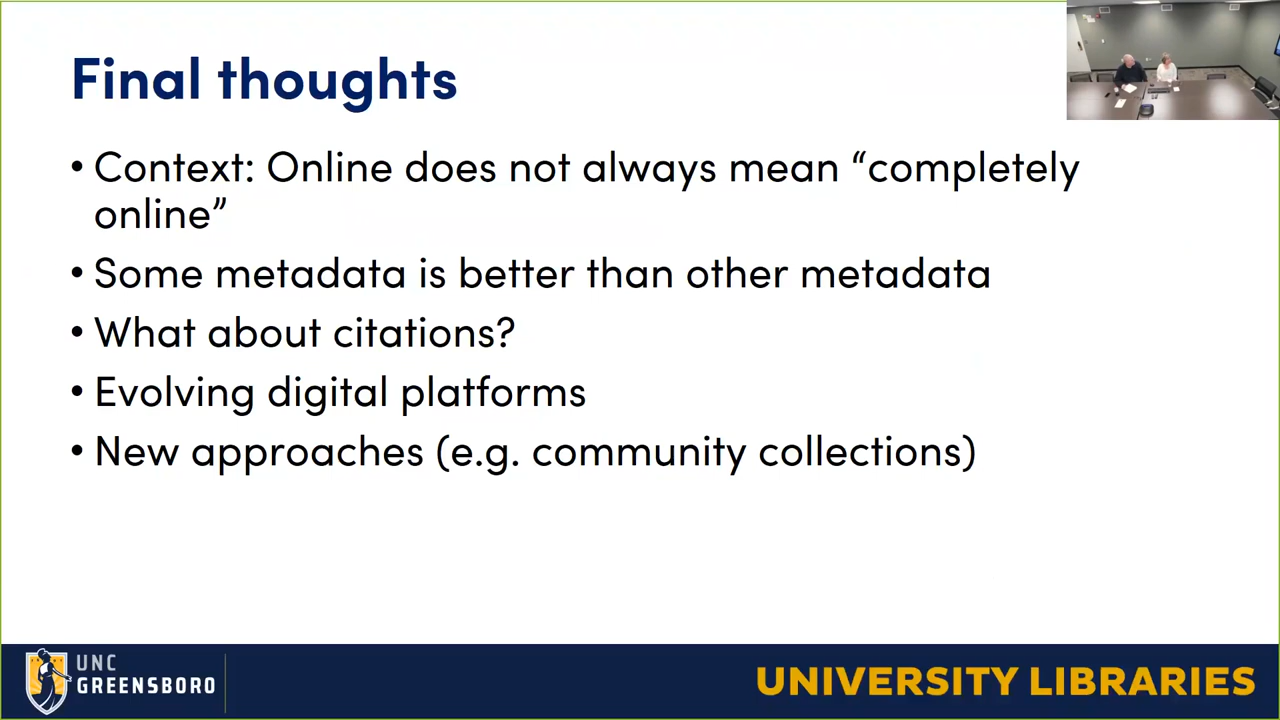 Final thoughts
• Context: Online does not always mean “completely
online”
• Some metadata is better than other metadata
• What about citations?
• Evolving digital platforms
• New approaches (e.g. community collections)
UNC
GREENSBORO
UNIVERSITY LIBRARIES